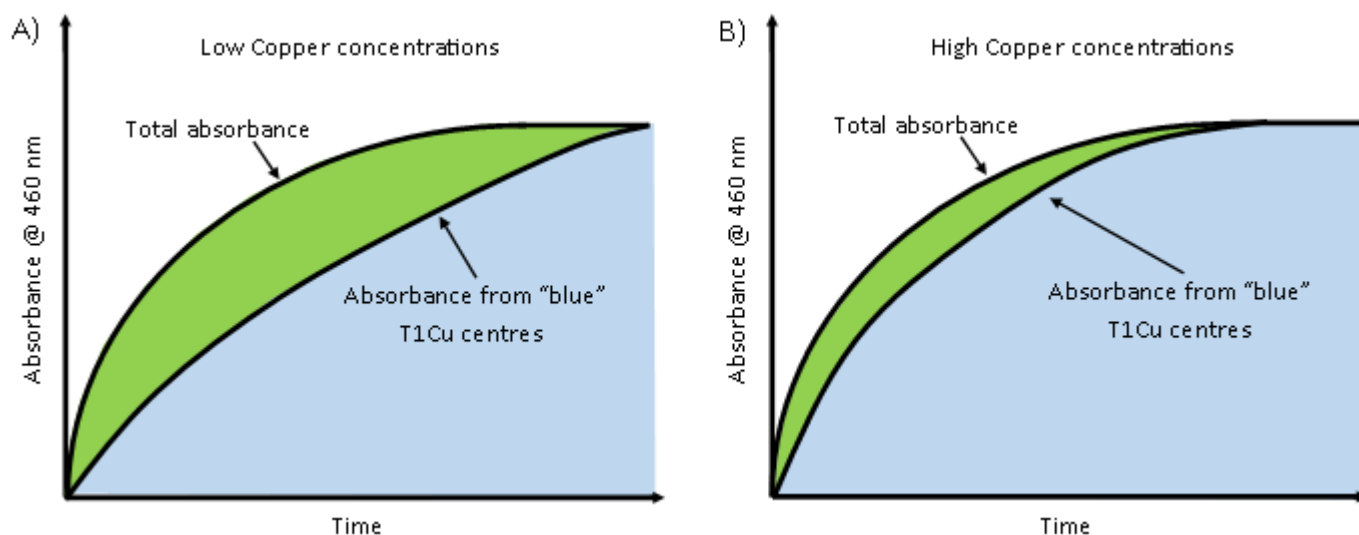 A)
Low Copper concentrations
Total absorbance
Absorbance @ 460 nm
Absorbance from “blue”
T1Cu centres
Time
B)
High Copper concentrations
Total absorbance
Absorbance @ 460 nm
Absorbance from “blue”
T1Cu centres
Time